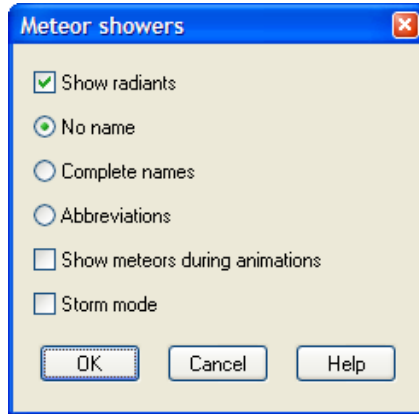 Meteor showers
Show radiants
No name
Complete names
Abbreviations
Show meteors during animations
Storm mode
OK Cancel Help